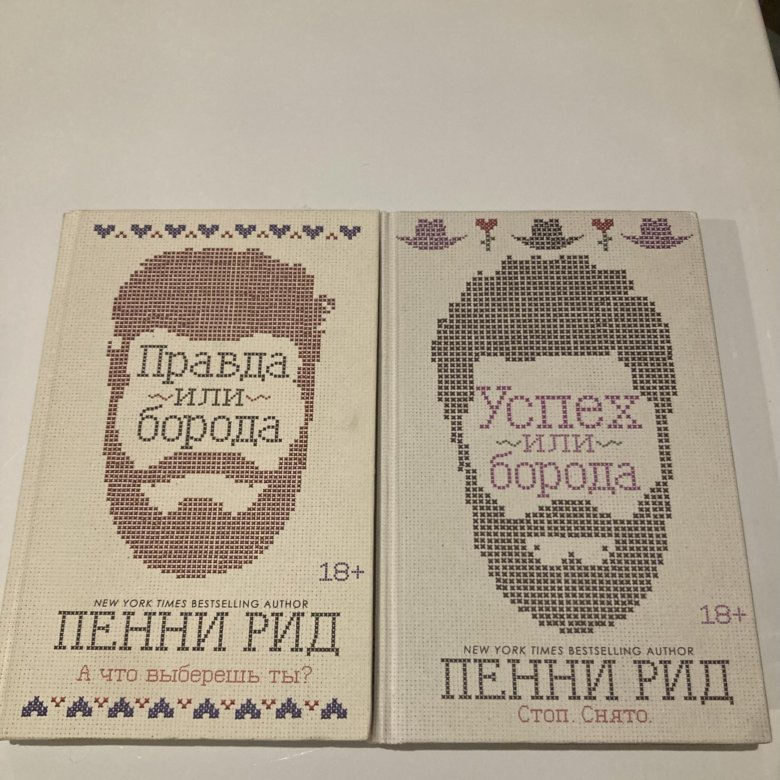 Правда
или
борода
18+
NEW YORK TIMES BESTSELLING AUTHOR
ПЕННИ РИД
А что выберешь ты?
Успех
или
борода
18+
NEW YORK TIMES BESTSELLING AUTHOR
ПЕННИ РИД
Стоп. Снято.